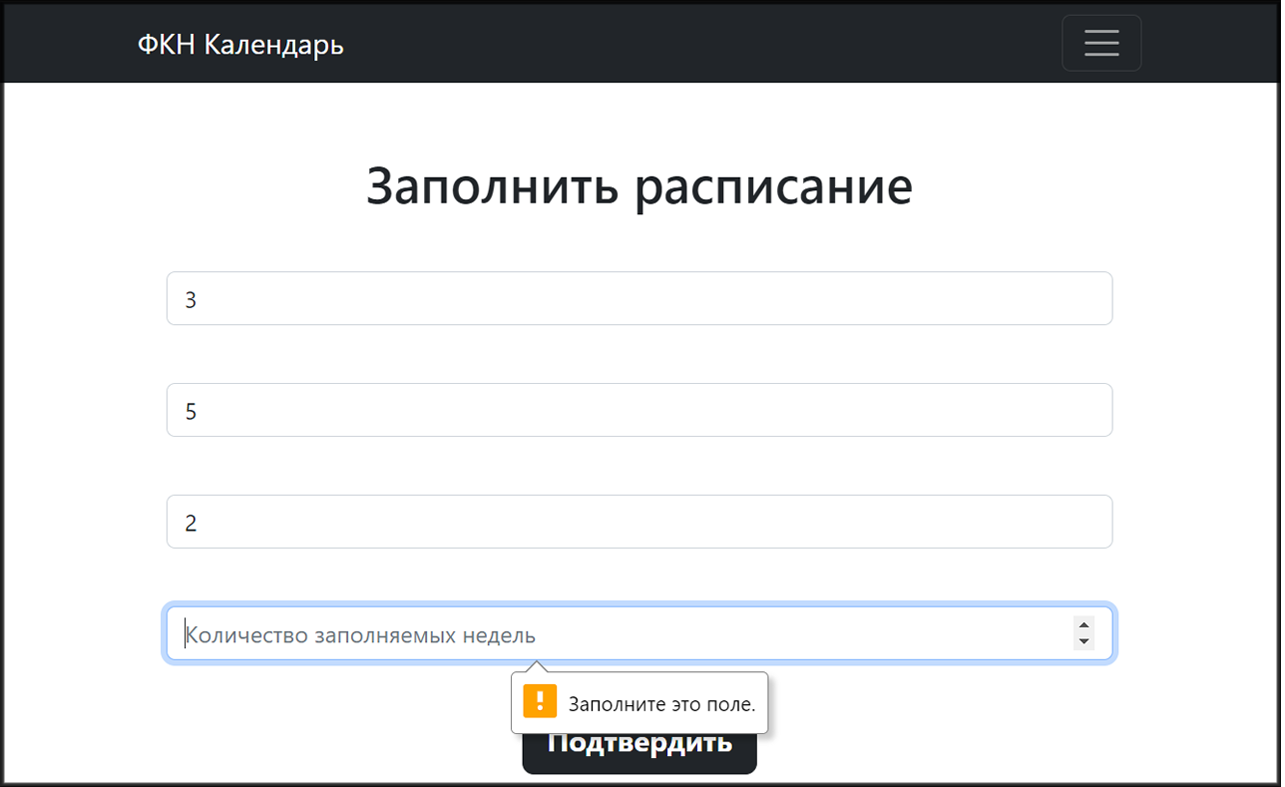 ФКН Календарь
Заполнить расписание
3
5
2
Количество заполняемых недель
Заполните это поле.
Подтвердить